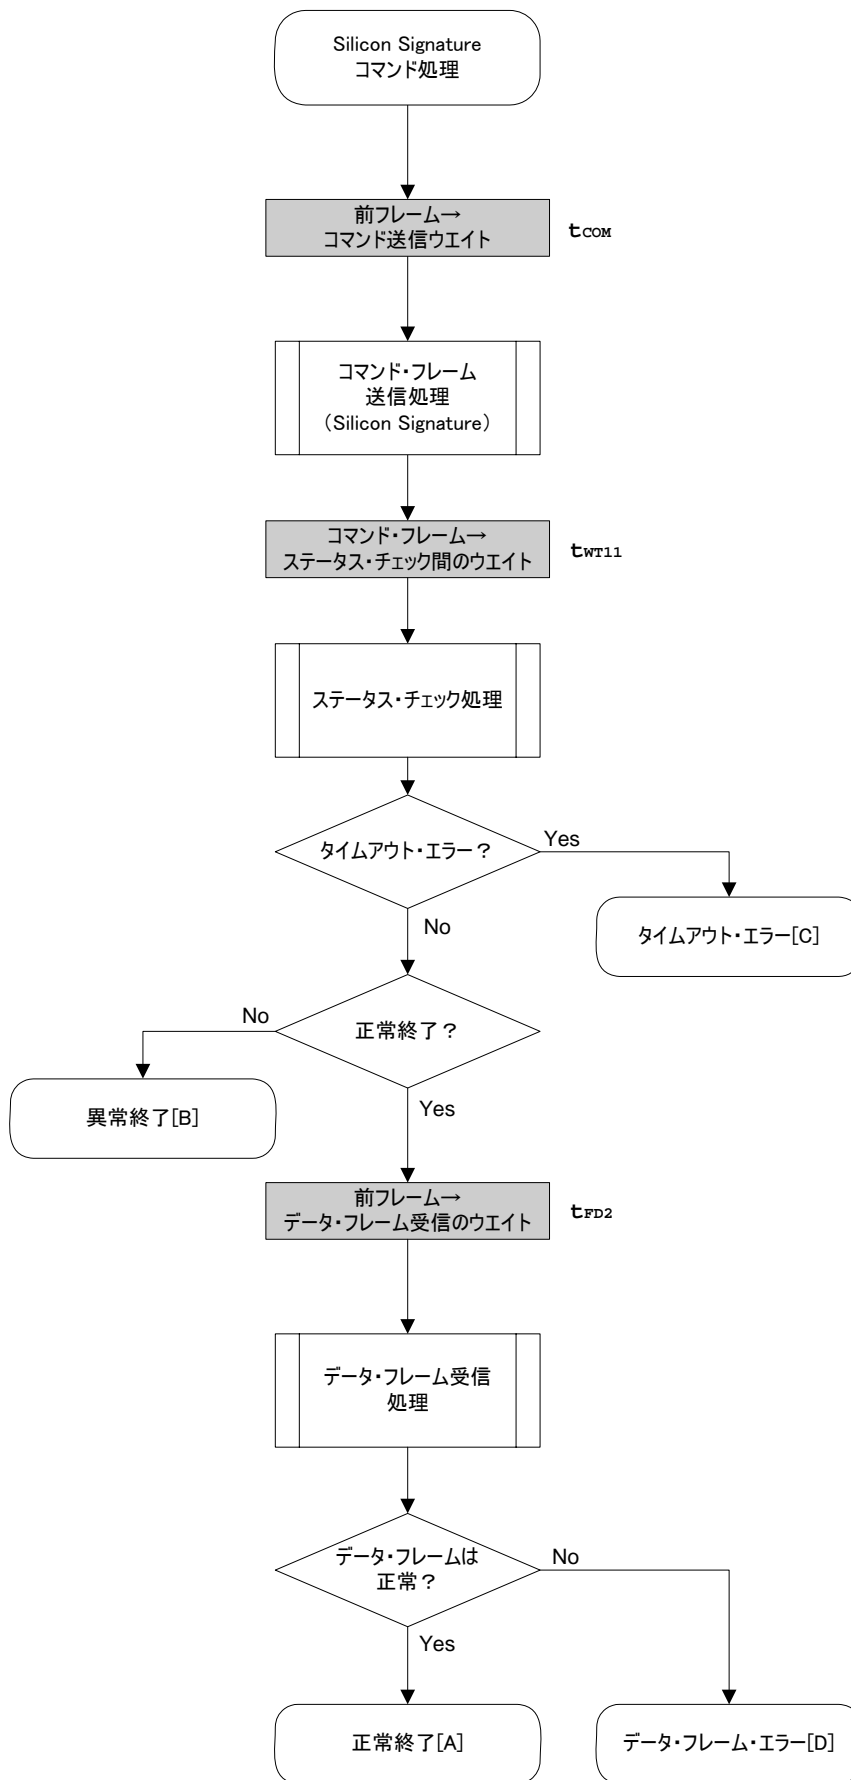 Silicon Signature
コマンド処理
前フレーム→
コマンド送信ウエイト
tCOM
コマンド・フレーム
送信処理
（Silicon Signature）
コマンド・フレーム→
ステータス・チェック間のウエイト
tWT11
ステータス・チェック処理
タイムアウト・エラー？
Yes
タイムアウト・エラー[C]
No
正常終了？
No
異常終了[B]
Yes
前フレーム→
データ・フレーム受信のウエイト
tFD2
データ・フレーム受信
処理
データ・フレームは
正常？
No
Yes
正常終了[A]
データ・フレーム・エラー[D]